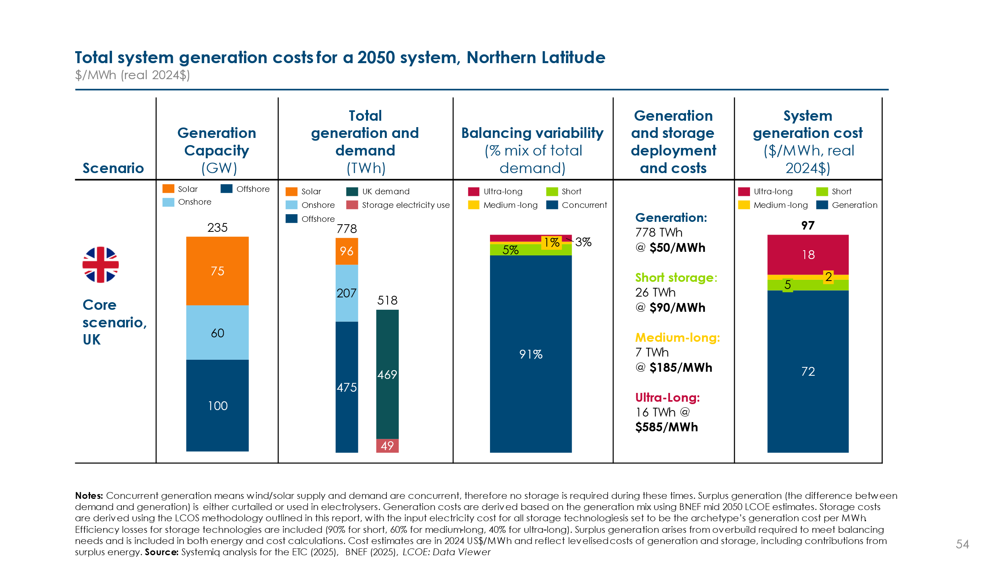 Total system generation costs for a 2050 system, Northern Latitude
$/MWh (real 2024$)
Scenario
Generation
Capacity
(GW)
Total
generation and
demand
(TWh)
Balancing variability
(% mix of total
demand)
Generation
and storage
deployment
and costs
System
generation cost
($/MWh, real
2024$)
Core
scenario,
UK
Solar
Offshore
Onshore
235
75
60
100
Solar
UK demand
Onshore
Storage electricity use
Offshore
778
96
207
475
518
469
49
Ultra-long
Short
Medium-long
Concurrent
1%
3%
5%
91%
Generation:
778 TWh
@ $50/MWh
Short storage:
26 TWh
@ $90/MWh
Medium-long:
7 TWh
@ $185/MWh
Ultra-Long:
16 TWh @
$585/MWh
Ultra-long
Short
Medium-long
Generation
97
18
2
5
72
Notes: Concurrent generation means wind/solar supply and demand are concurrent, therefore no storage is required during these times. Surplus generation (the difference between
demand and generation) is either curtailed or used in electrolysers. Generation costs are derived based on the generation mix using BNEF mid 2050 LCOE estimates. Storage costs
are derived using the LCOS methodology outlined in this report, with the input electricity cost for all storage technologiesis set to be the archetype's generation cost per MWh.
Efficiency losses for storage technologies are included (90% for short, 60% for medium-long, 40% for ultra-long). Surplus generation arises from overbuild required to meet balancing
needs and is included in both energy and cost calculations. Cost estimates are in 2024 US$/MWh and reflect levelised costs of generation and storage, including contributions from
surplus energy. Source: Systemiq analysis for the ETC (2025), BNEF (2025), LCOE: Data Viewer
54